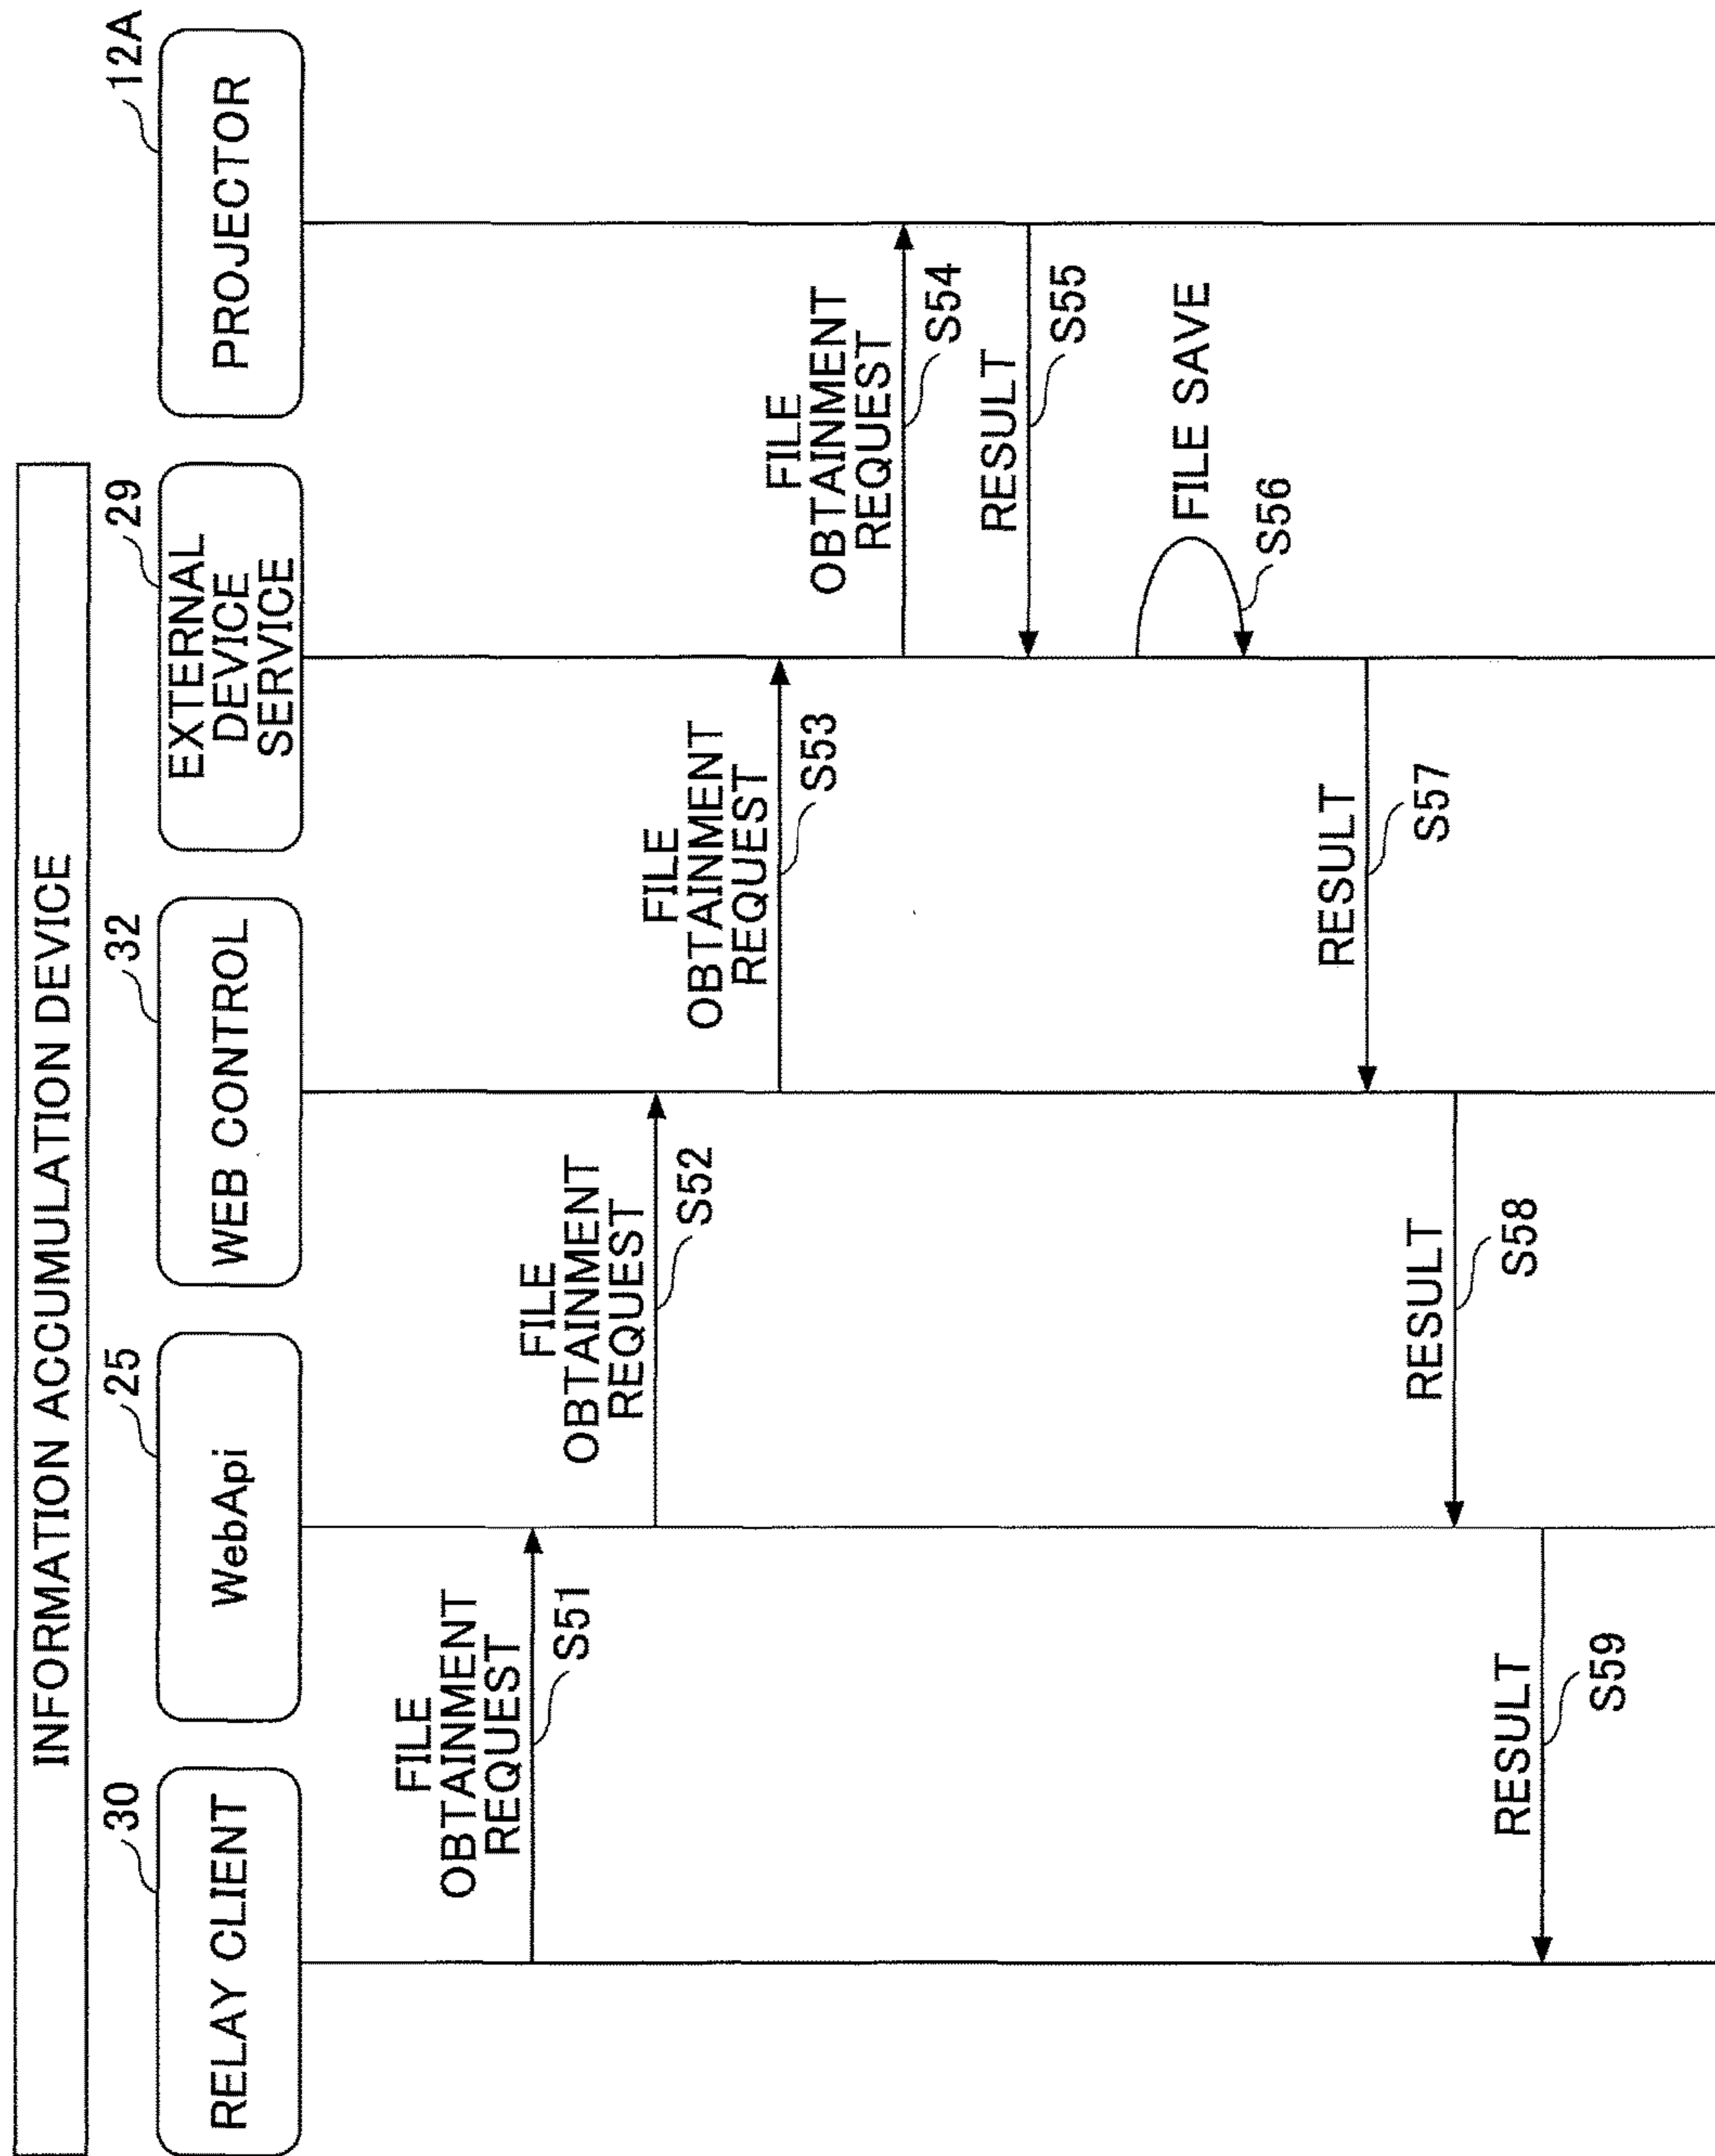 INFORMATION ACCUMULATION DEVICE
30
25
32
29
12A
RELAY CLIENT
WebApi
WEB CONTROL
EXTERNAL
DEVICE
SERVICE
PROJECTOR
FILE
OBTAINMENT
REQUEST
S51
FILE
OBTAINMENT
REQUEST
S52
FILE
OBTAINMENT
REQUEST
S53
FILE
OBTAINMENT
REQUEST
S54
RESULT
S55
FILE SAVE
S56
RESULT
S57
RESULT
S58
RESULT
S59